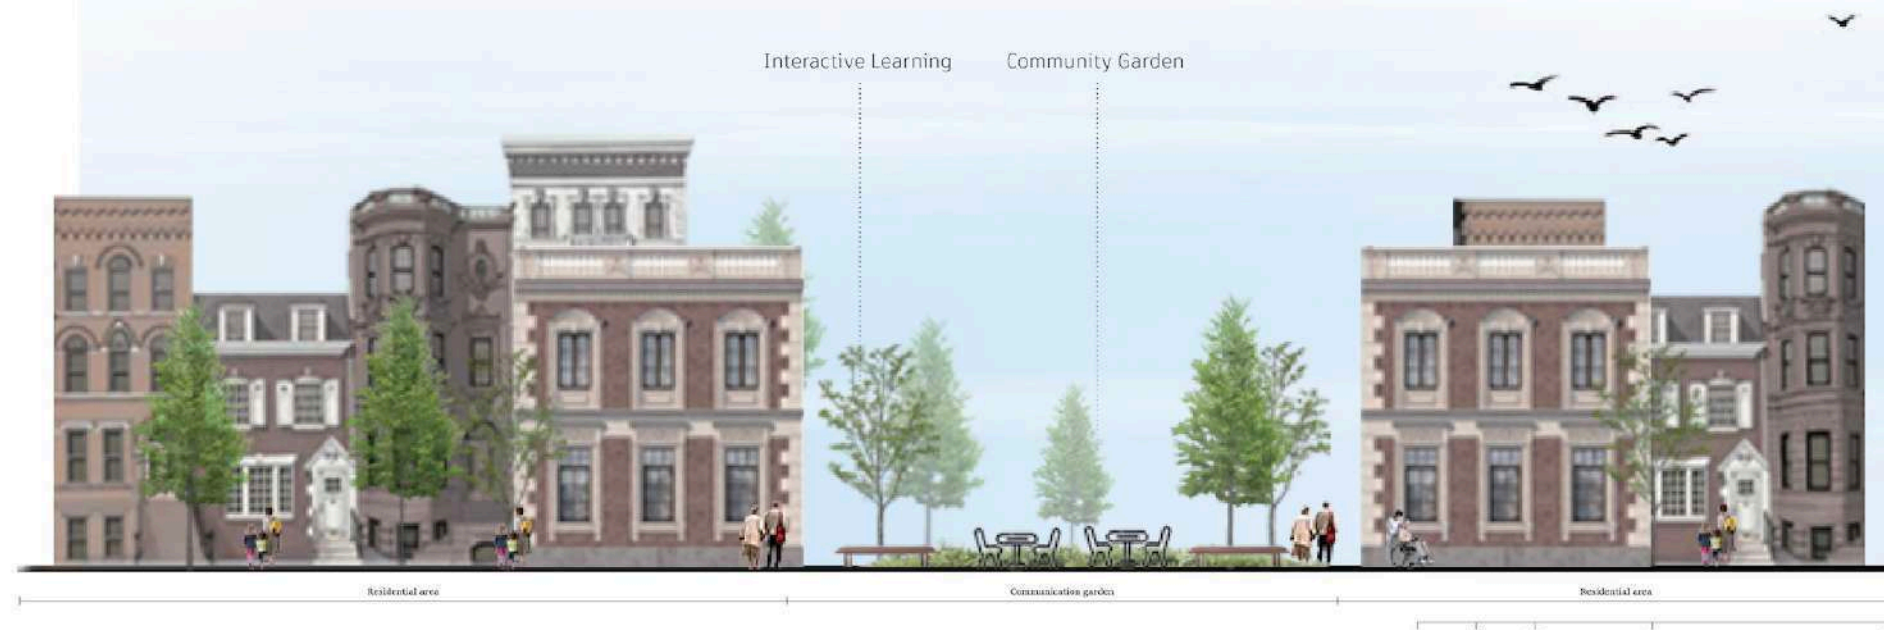 Interactive Learning
Community Garden
Residential area
Communication garden
Residential area